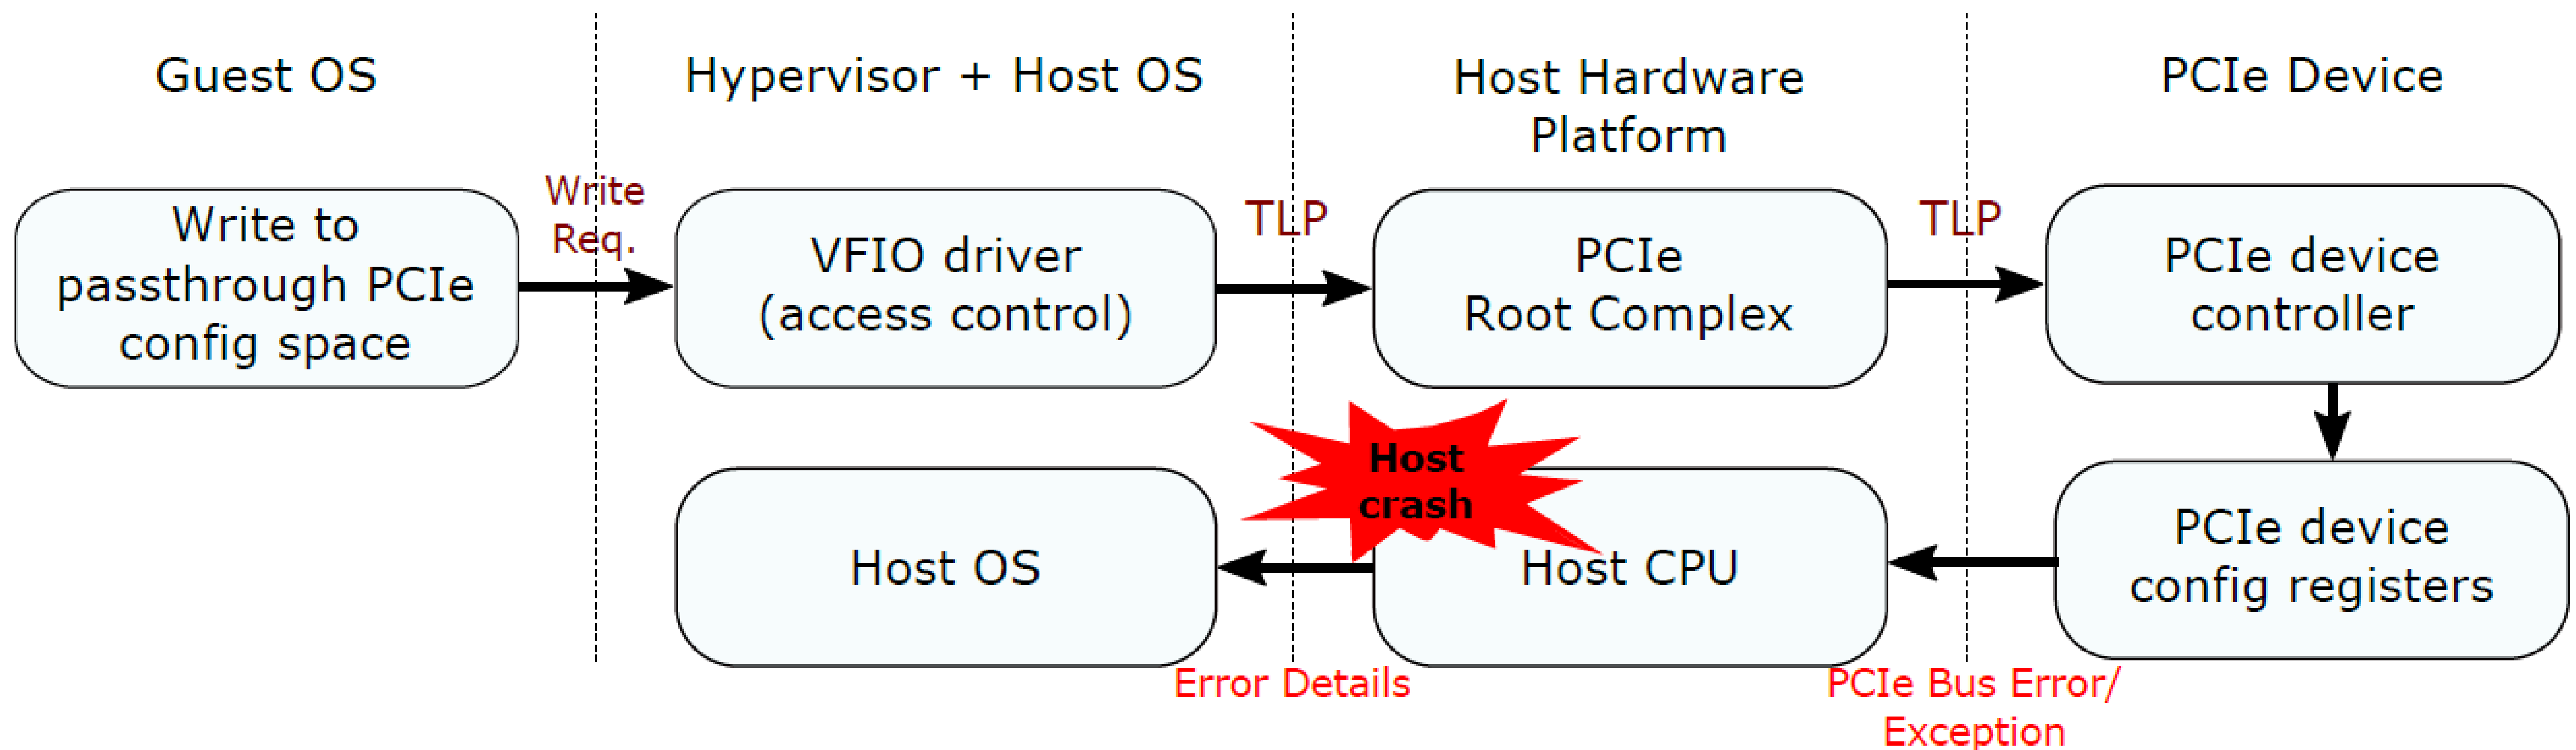 Guest OS
Hypervisor + Host OS
Host Hardware
Platform
PCIe Device
Write to
passthrough PCIe
config space
Write
Req.
VFIO driver
(access control)
TLP
PCIe
Root Complex
TLP
PCIe device
controller
Host
crash
Host OS
Host CPU
PCIe device
config registers
Error Details
PCIe Bus Error/
Exception